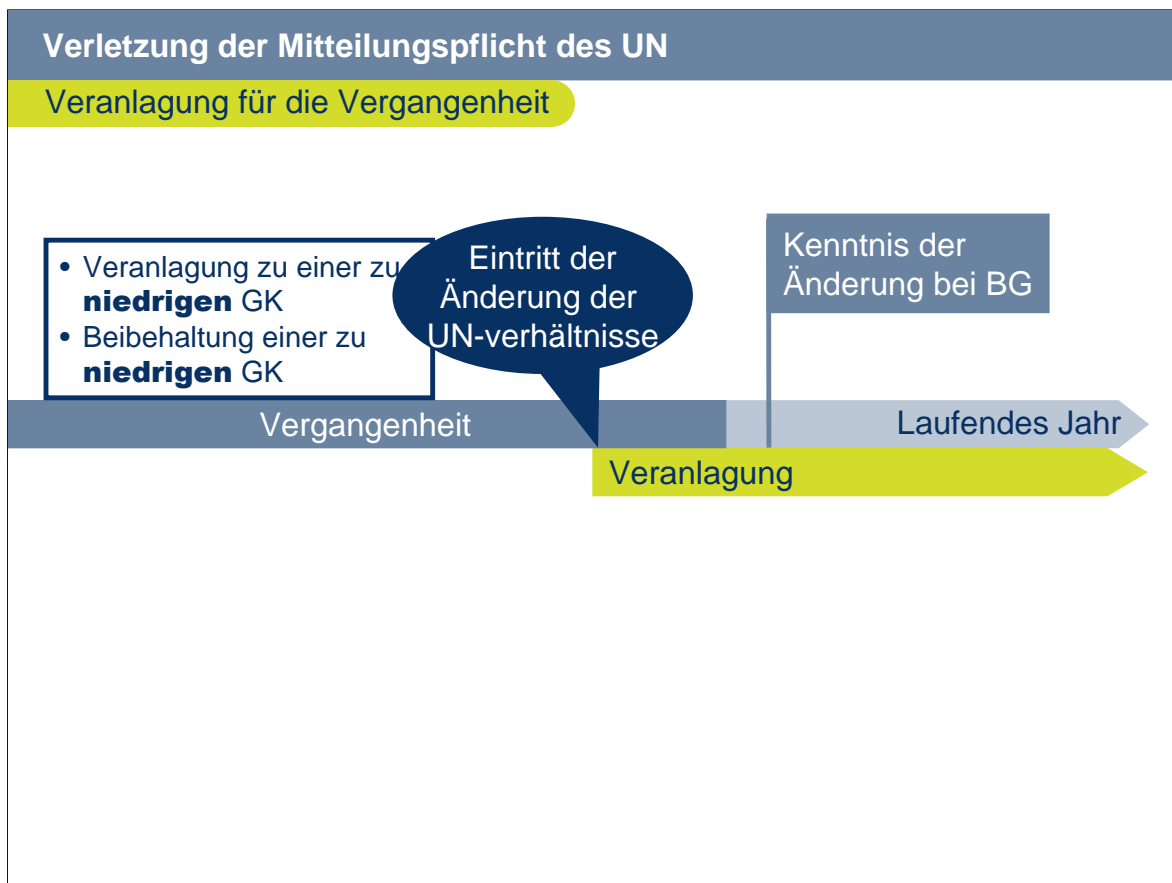 Verletzung der Mitteilungspflicht des UN
Veranlagung für die Vergangenheit
• Veranlagung zu einer zu
niedrigen GK
• Beibehaltung einer zu
niedrigen GK
Eintritt der
Änderung der
UN-verhältnisse
Kenntnis der
Änderung bei BG
Vergangenheit
Laufendes Jahr
Veranlagung